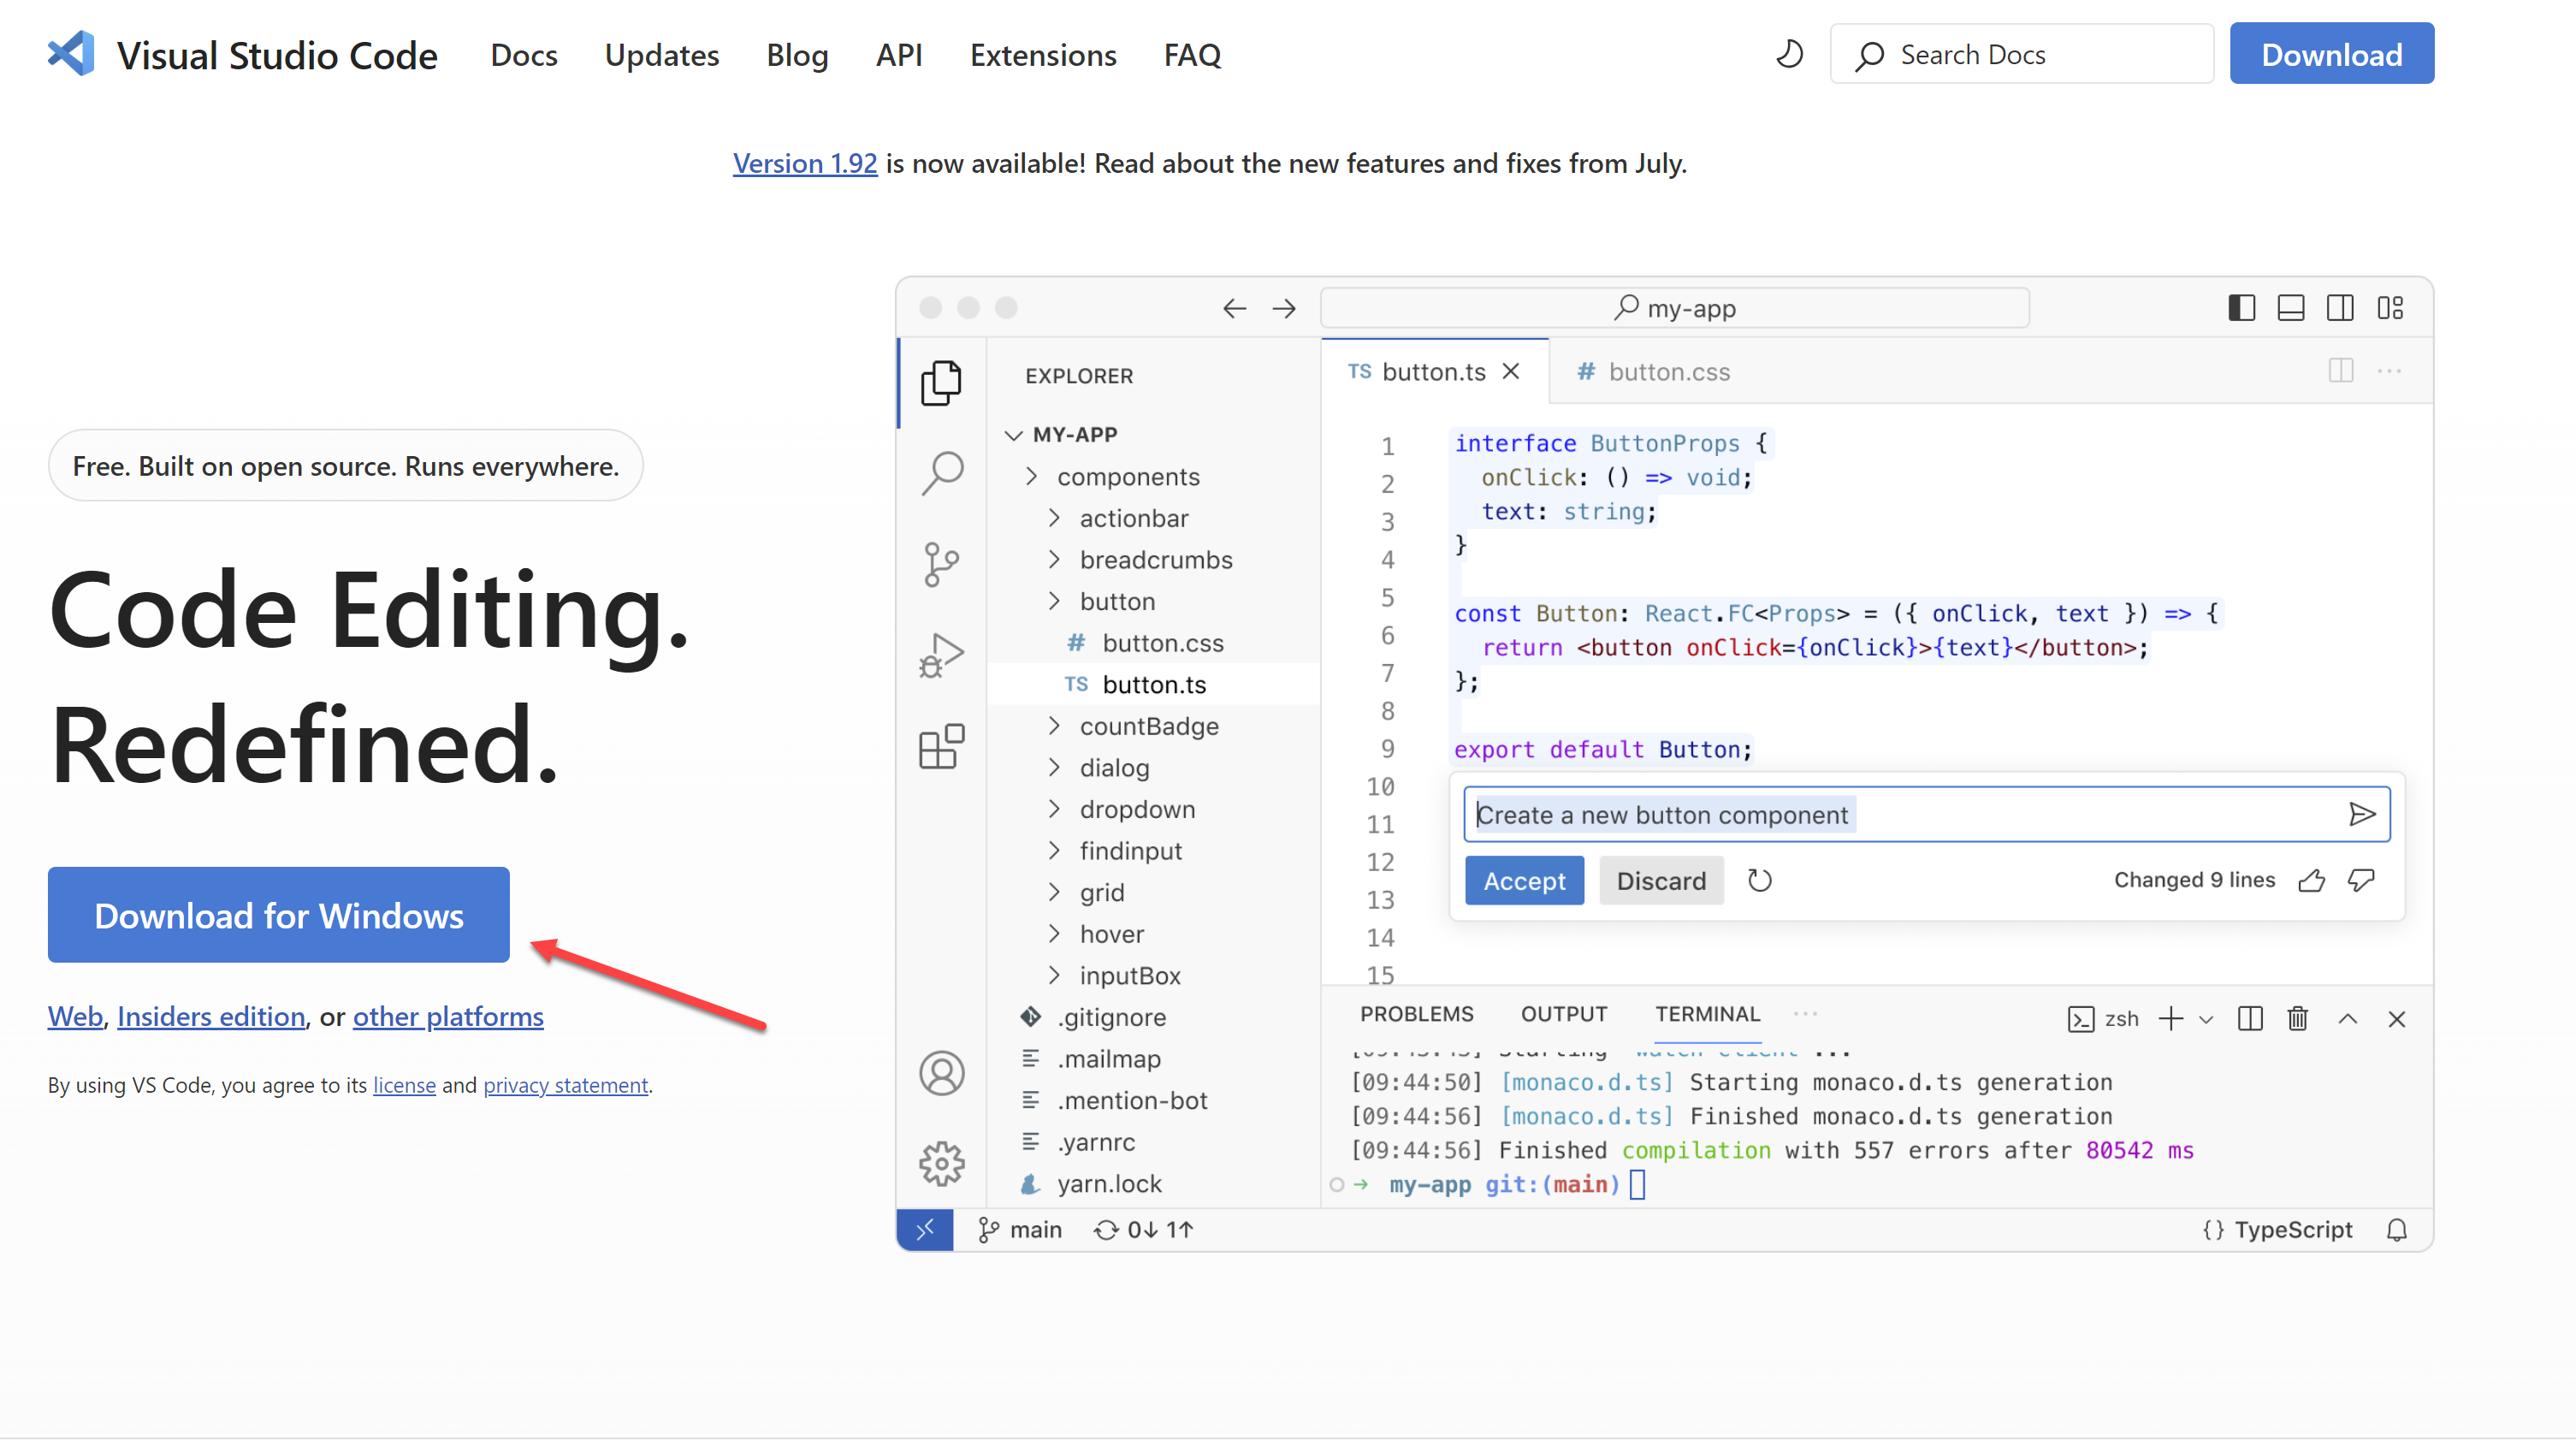 Visual Studio Code Docs Updates Blog API Extensions FAQ Search Docs Download
Version 1.92 is now available! Read about the new features and fixes from July.
Free. Built on open source. Runs everywhere.
Code Editing.
Redefined.
Download for Windows
Web, Insiders edition, or other platforms
By using VS Code, you agree to its license and privacy statement.
my-app
EXPLORER
MY-APP
components
actionbar
breadcrumbs
button
# button.css
TS button.ts
countBadge
dialog
dropdown
findinput
grid
hover
inputBox
.gitignore
.mailmap
.mention-bot
.yarnrc
yarn.lock
TS button.ts # button.css
1 interface ButtonProps {
2 onClick: () => void;
3 text: string;
4 }
5
6 const Button: React.FC<Props> = ({ onClick, text }) => {
7 return <button onClick={onClick}>{text}</button>;
8 };
9 export default Button;
10
11
12
13
14
15
Create a new button component
Accept Discard Changed 9 lines
PROBLEMS OUTPUT TERMINAL ··· zsh
Starting watch-client ...
[09:44:50] [monaco.d.ts] Starting monaco.d.ts generation
[09:44:56] [monaco.d.ts] Finished monaco.d.ts generation
[09:44:56] Finished compilation with 557 errors after 80542 ms
→ my-app git:(main)
main 0↓ 1↑ {} TypeScript